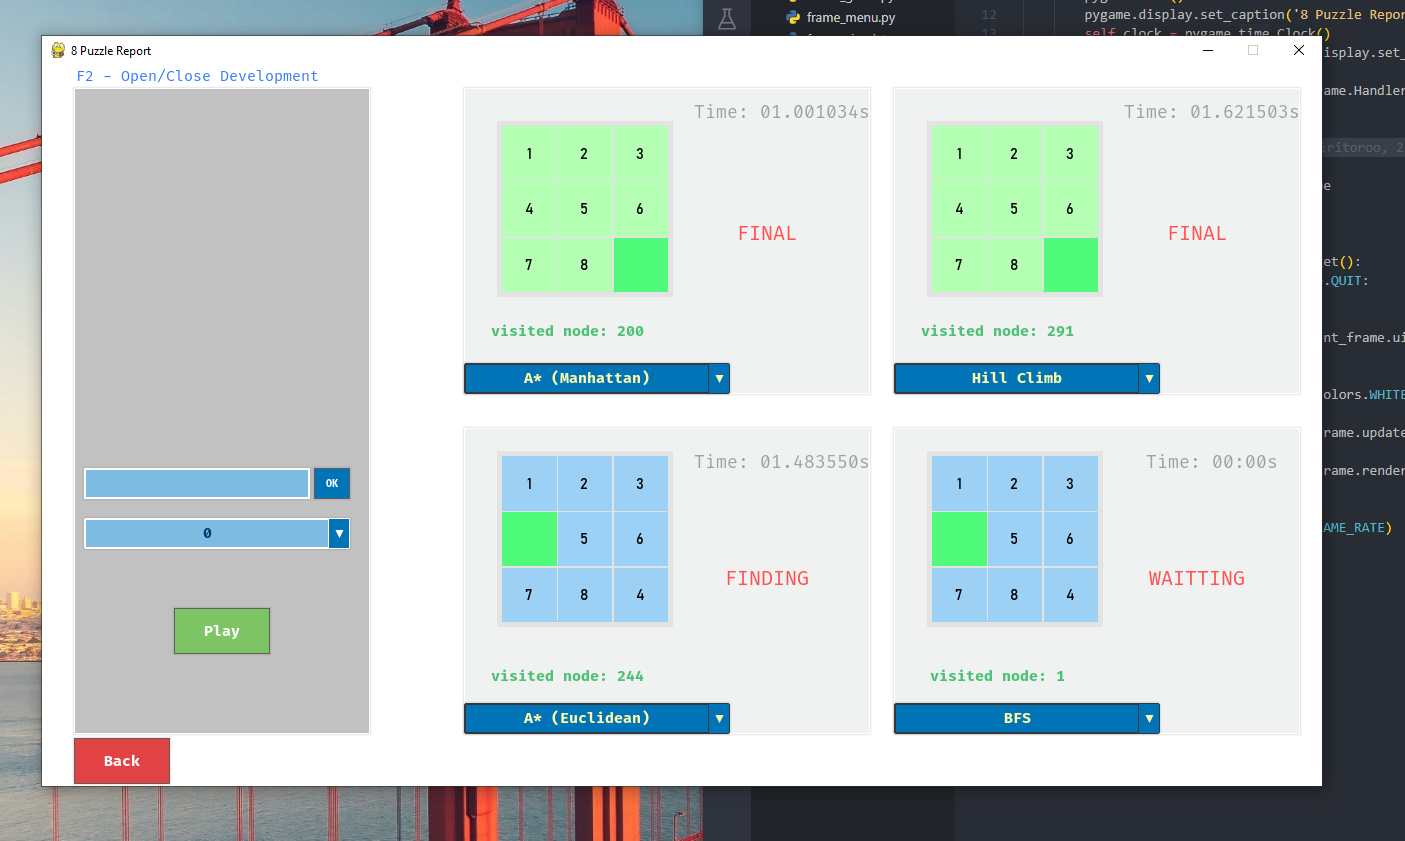 frame_menu.py
12
pygame.display.set_caption('8 Puzzle Repor
13
self.clock = pygame.time.Clock()
isplay.set_
ame.Handler
iritoroo, 2
e
et():
.QUIT:
nt_frame.ui
olors.WHITE
rame.update
rame.render
AME_RATE)
8 Puzzle Report
F2 - Open/Close Development
OK
0
Play
Back
Time: 01.001034s
1 2 3
4 5 6
7 8
FINAL
visited node: 200
A* (Manhattan)
Time: 01.621503s
1 2 3
4 5 6
7 8
FINAL
visited node: 291
Hill Climb
Time: 01.483550s
1 2 3
5 6
7 8 4
FINDING
visited node: 244
A* (Euclidean)
Time: 00:00s
1 2 3
5 6
7 8 4
WAITTING
visited node: 1
BFS